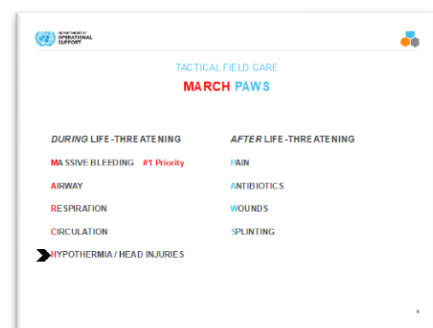 DEPARTMENT OF
OPERATIONAL
SUPPORT
TACTICAL FIELD CARE
MARCH PAWS
DURING LIFE-THREATENING
MASSIVE BLEEDING #1 Priority
AIRWAY
RESPIRATION
CIRCULATION
HYPOTHERMIA / HEAD INJURIES
AFTER LIFE-THREATENING
PAIN
ANTIBIOTICS
WOUNDS
SPLINTING